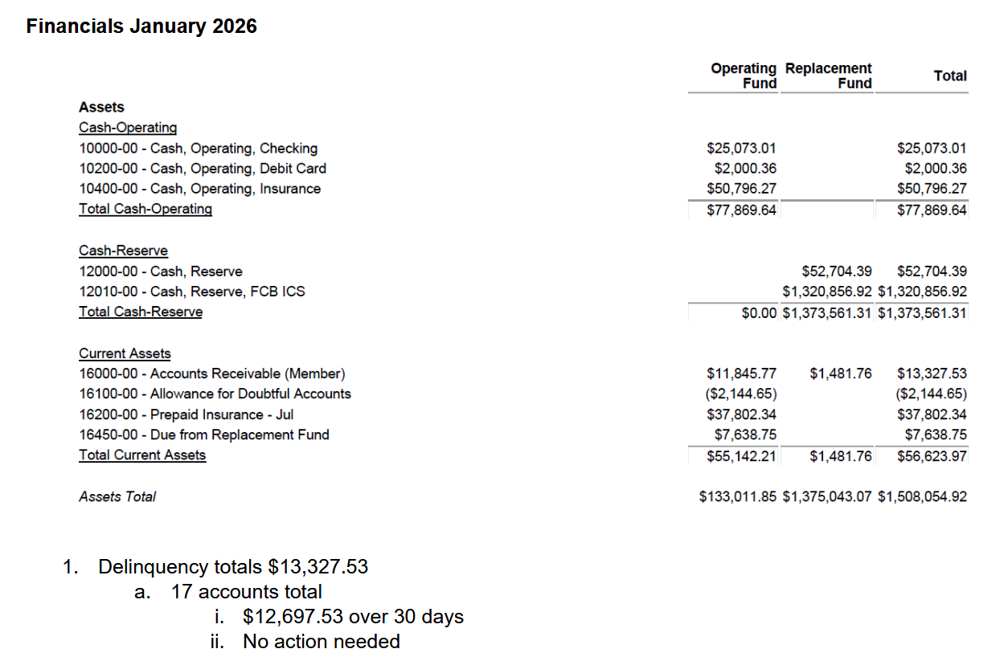 Financials January 2026
Operating Fund Replacement Fund Total
Assets
Cash-Operating
10000-00 - Cash, Operating, Checking $25,073.01 $25,073.01
10200-00 - Cash, Operating, Debit Card $2,000.36 $2,000.36
10400-00 - Cash, Operating, Insurance $50,796.27 $50,796.27
Total Cash-Operating $77,869.64 $77,869.64
Cash-Reserve
12000-00 - Cash, Reserve $52,704.39 $52,704.39
12010-00 - Cash, Reserve, FCB ICS $1,320,856.92 $1,320,856.92
Total Cash-Reserve $0.00 $1,373,561.31 $1,373,561.31
Current Assets
16000-00 - Accounts Receivable (Member) $11,845.77 $1,481.76 $13,327.53
16100-00 - Allowance for Doubtful Accounts ($2,144.65) ($2,144.65)
16200-00 - Prepaid Insurance - Jul $37,802.34 $37,802.34
16450-00 - Due from Replacement Fund $7,638.75 $7,638.75
Total Current Assets $55,142.21 $1,481.76 $56,623.97
Assets Total $133,011.85 $1,375,043.07 $1,508,054.92
1. Delinquency totals $13,327.53
a. 17 accounts total
i. $12,697.53 over 30 days
ii. No action needed